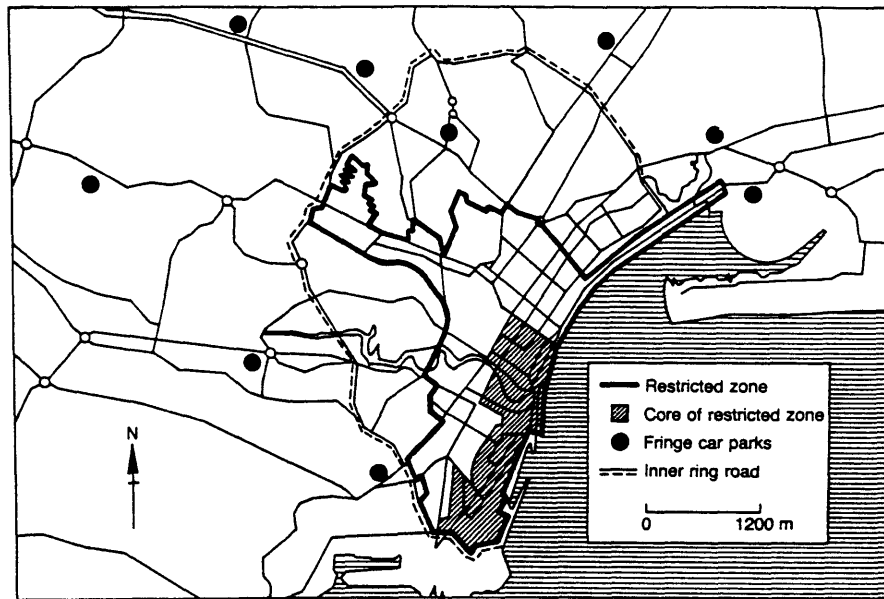 N
Restricted zone
Core of restricted zone
Fringe car parks
Inner ring road
0 1200 m